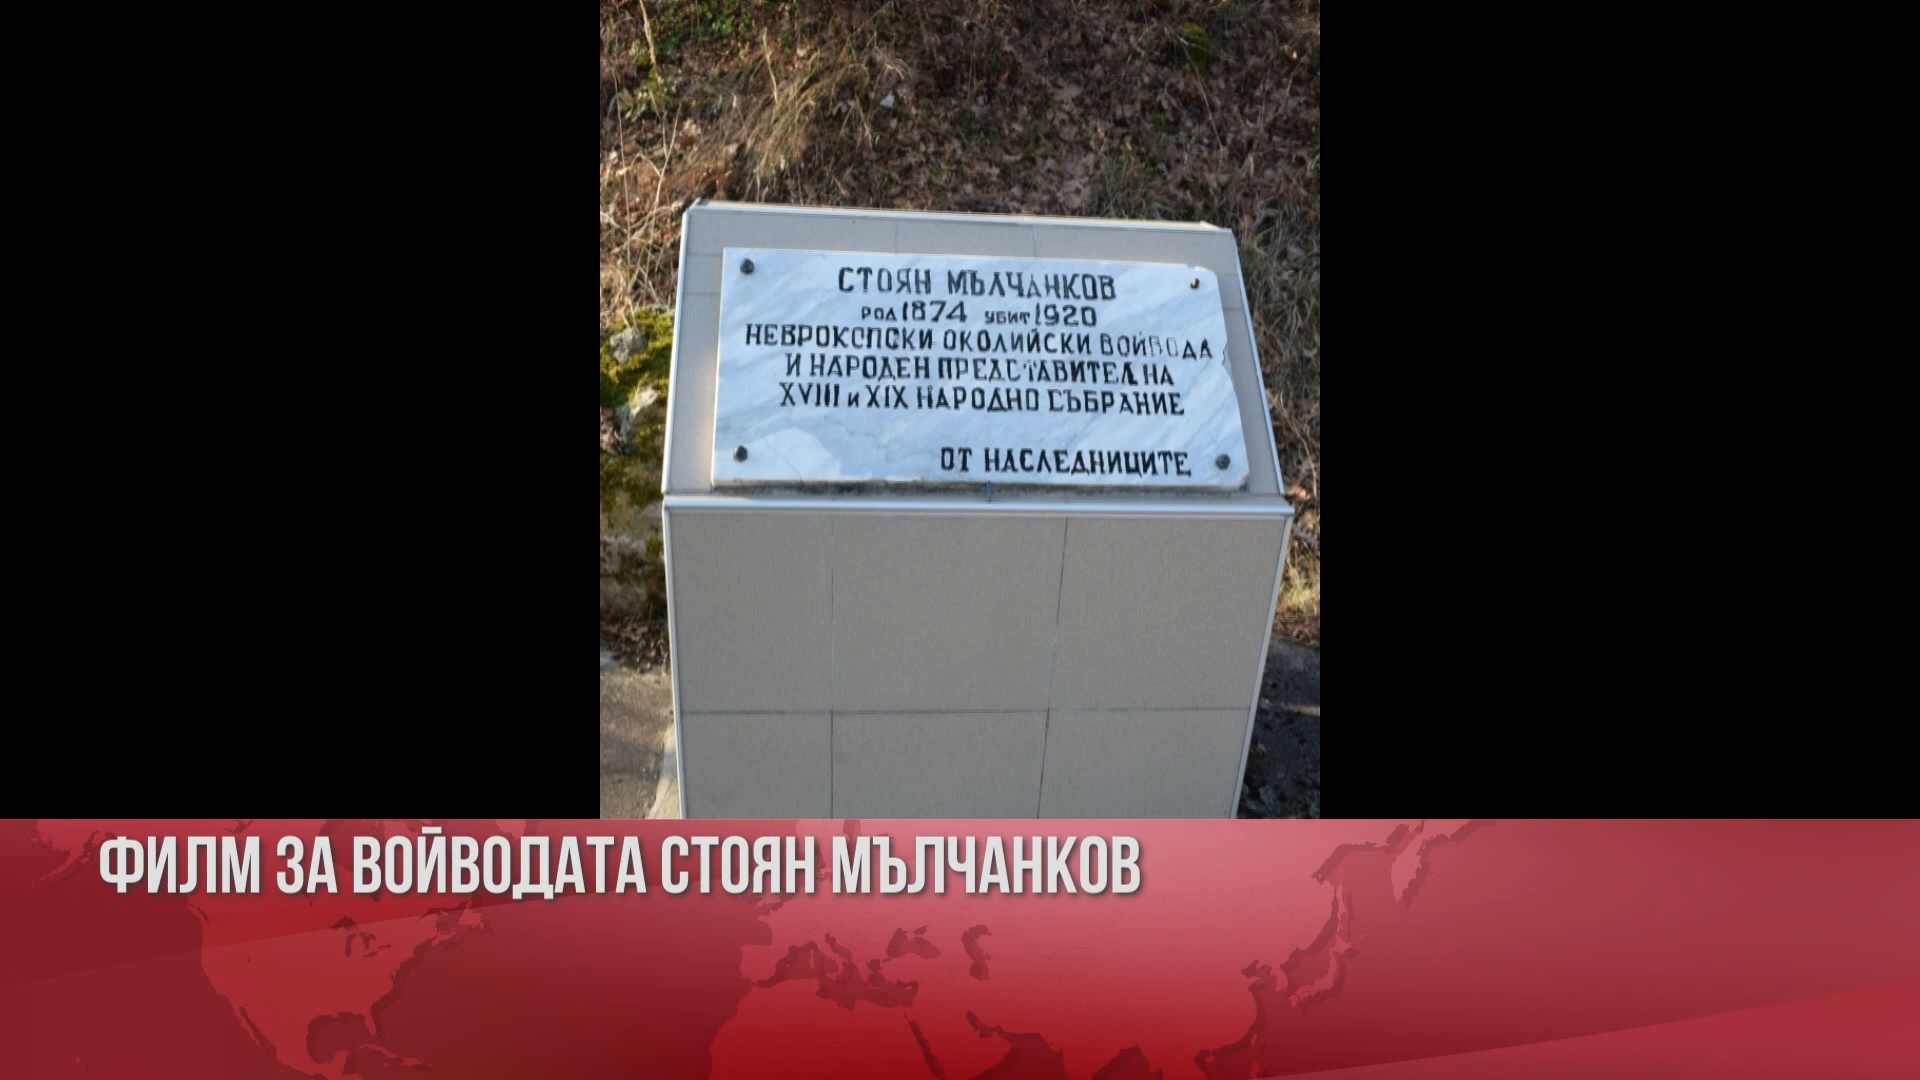 СТОЯН МЪЛЧАНКОВ
РОД 1874 УБИТ 1920
НЕВРОКОПСКИ ОКОЛИЙСКИ ВОЙВОДА
И НАРОДЕН ПРЕДСТАВИТЕЛ НА
XVIII и XIX НАРОДНО СЪБРАНИЕ
ОТ НАСЛЕДНИЦИТЕ
ФИЛМ ЗА ВОЙВОДАТА СТОЯН МЪЛЧАНКОВ